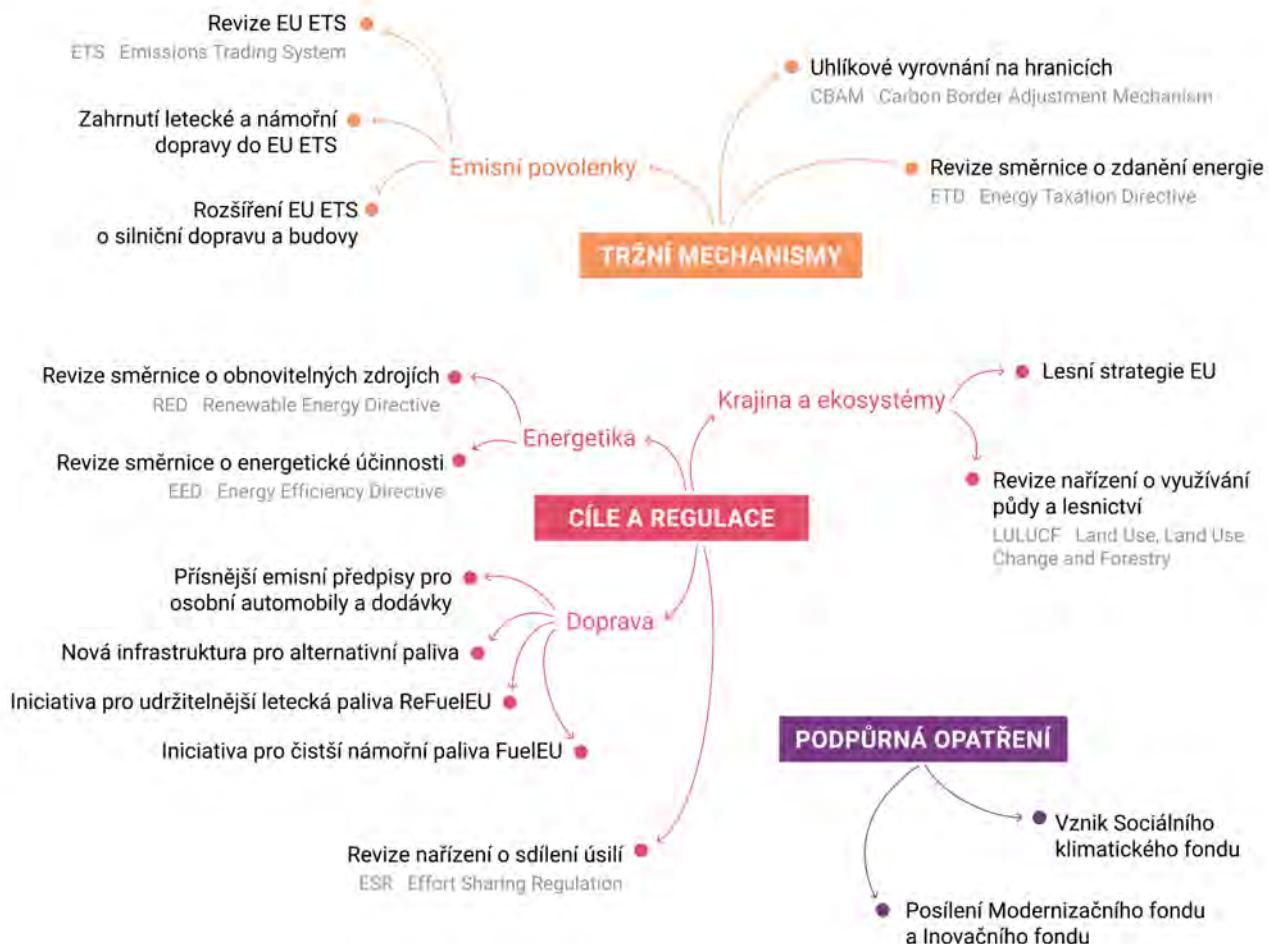 Revize EU ETS
ETS Emissions Trading System
Zahrnutí letecké a námořní
dopravy do EU ETS
Rozšíření EU ETS
o silniční dopravu a budovy
Emisní povolenky
Uhlíkové vyrovnání na hranicích
CBAM Carbon Border Adjustment Mechanism
Revize směrnice o zdanění energie
ETD Energy Taxation Directive
TRŽNÍ MECHANISMY
Revize směrnice o obnovitelných zdrojích
RED Renewable Energy Directive
Revize směrnice o energetické účinnosti
EED Energy Efficiency Directive
Energetika
Krajina a ekosystémy
Lesní strategie EU
Revize nařízení o využívání
půdy a lesnictví
LULUCF Land Use, Land Use
Change and Forestry
CÍLE A REGULACE
Přísnější emisní předpisy pro
osobní automobily a dodávky
Doprava
Nová infrastruktura pro alternativní paliva
Iniciativa pro udržitelnější letecká paliva ReFuelEU
Iniciativa pro čistší námořní paliva FuelEU
Revize nařízení o sdílení úsilí
ESR Effort Sharing Regulation
PODPŮRNÁ OPATŘENÍ
Vznik Sociálního
klimatického fondu
Posílení Modernizačního fondu
a Inovačního fondu